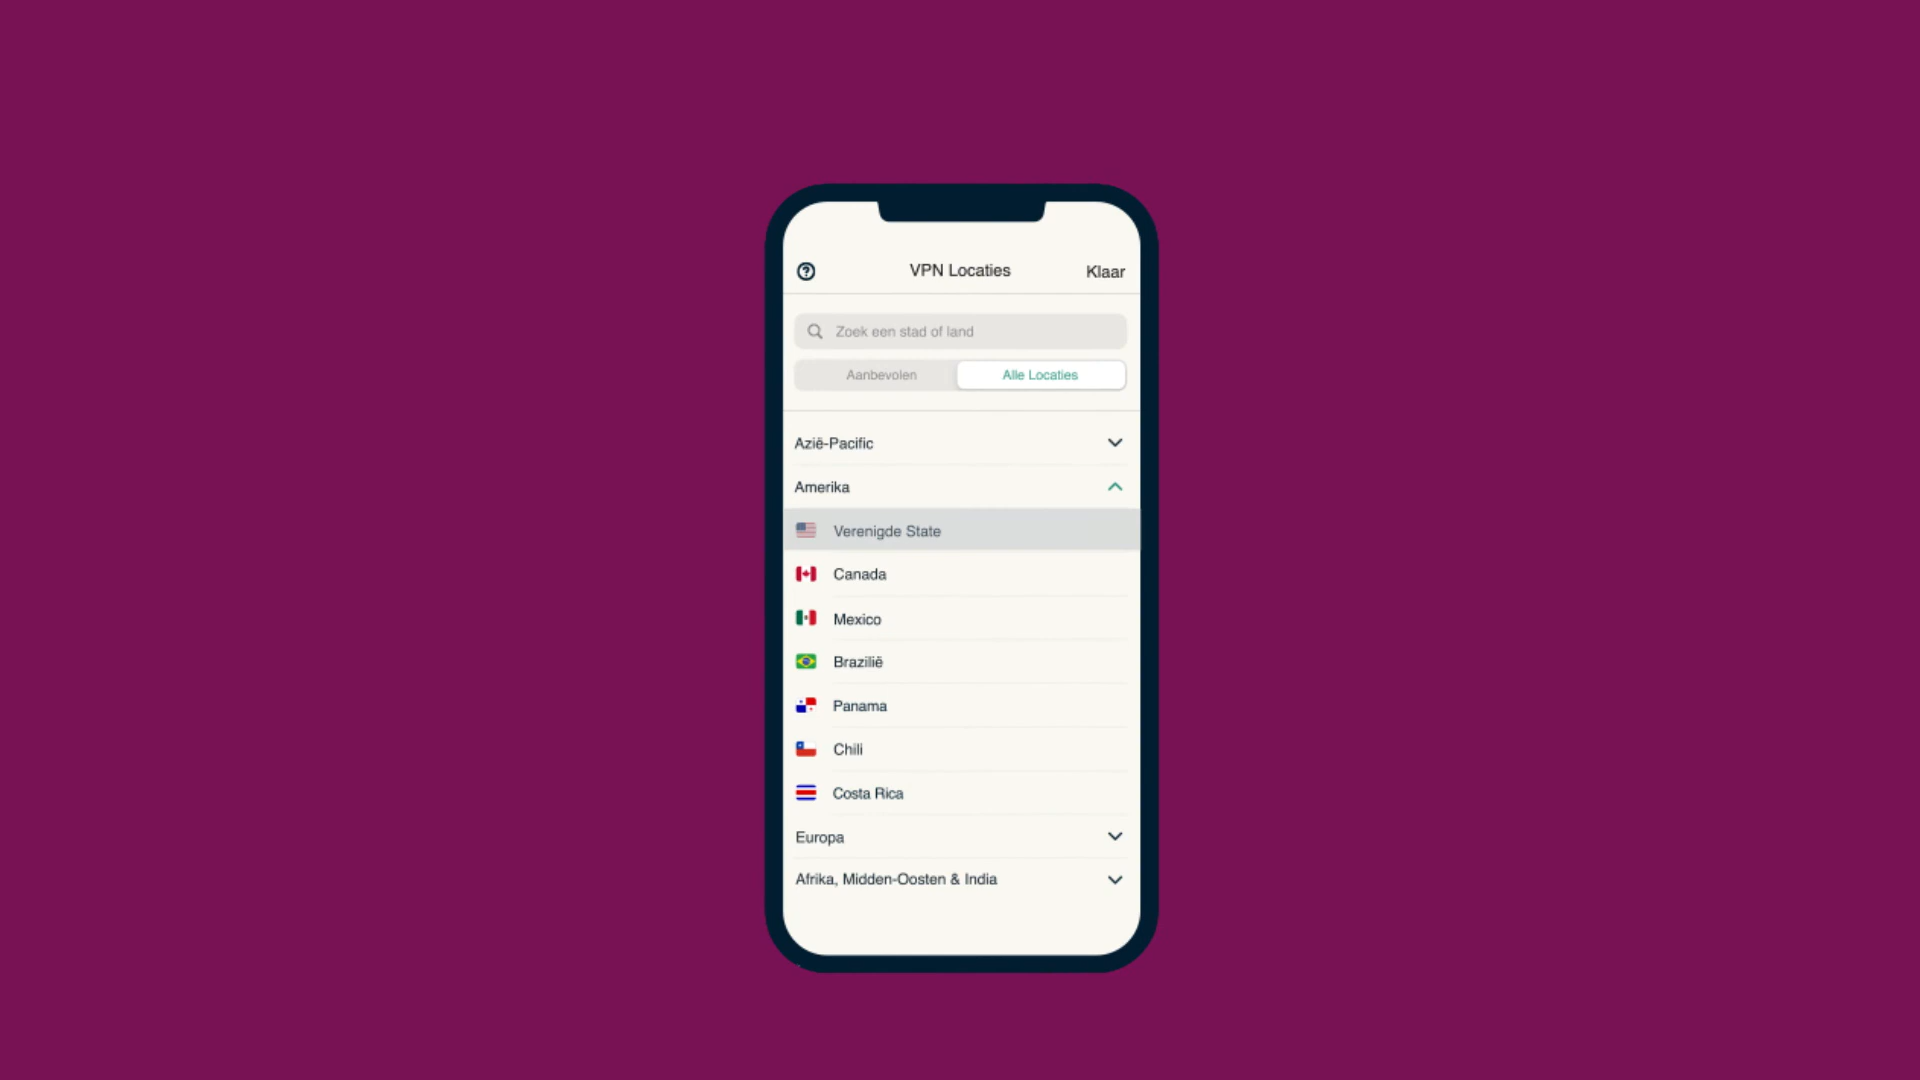 VPN Locaties
Klaar
Zoek een stad of land
Aanbevolen
Alle Locaties
Azië-Pacific
Amerika
Verenigde State
Canada
Mexico
Brazilië
Panama
Chili
Costa Rica
Europa
Afrika, Midden-Oosten & India